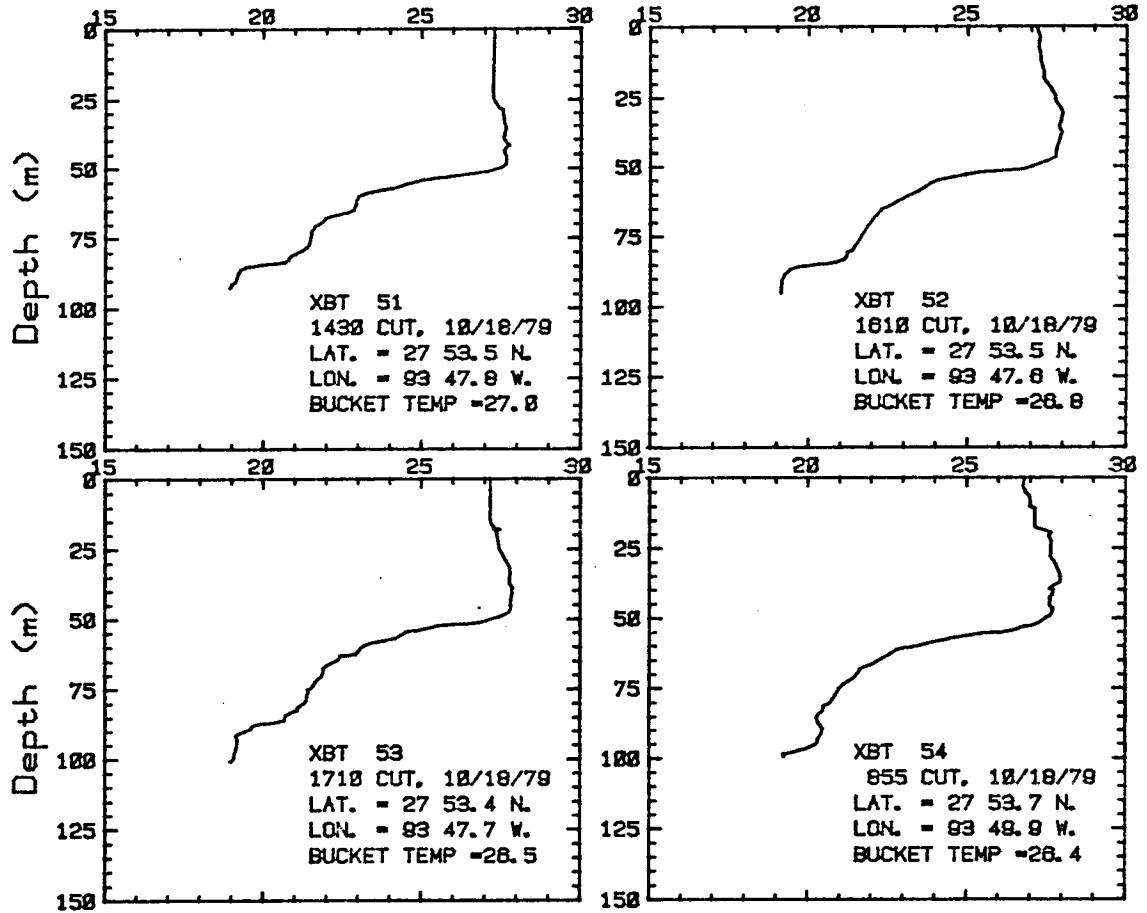 15 20 25 30
0
25
50
75
100
125
150
Depth (m)
XBT 51
1430 CUT, 10/18/79
LAT. = 27 53.5 N.
LON. = 93 47.8 W.
BUCKET TEMP =27.0
15 20 25 30
0
25
50
75
100
125
150
XBT 52
1610 CUT, 10/18/79
LAT. = 27 53.5 N.
LON. = 93 47.6 W.
BUCKET TEMP =26.8
15 20 25 30
0
25
50
75
100
125
150
Depth (m)
XBT 53
1710 CUT, 10/18/79
LAT. = 27 53.4 N.
LON. = 93 47.7 W.
BUCKET TEMP =26.5
15 20 25 30
0
25
50
75
100
125
150
XBT 54
855 CUT, 10/18/79
LAT. = 27 53.7 N.
LON. = 93 49.9 W.
BUCKET TEMP =26.4